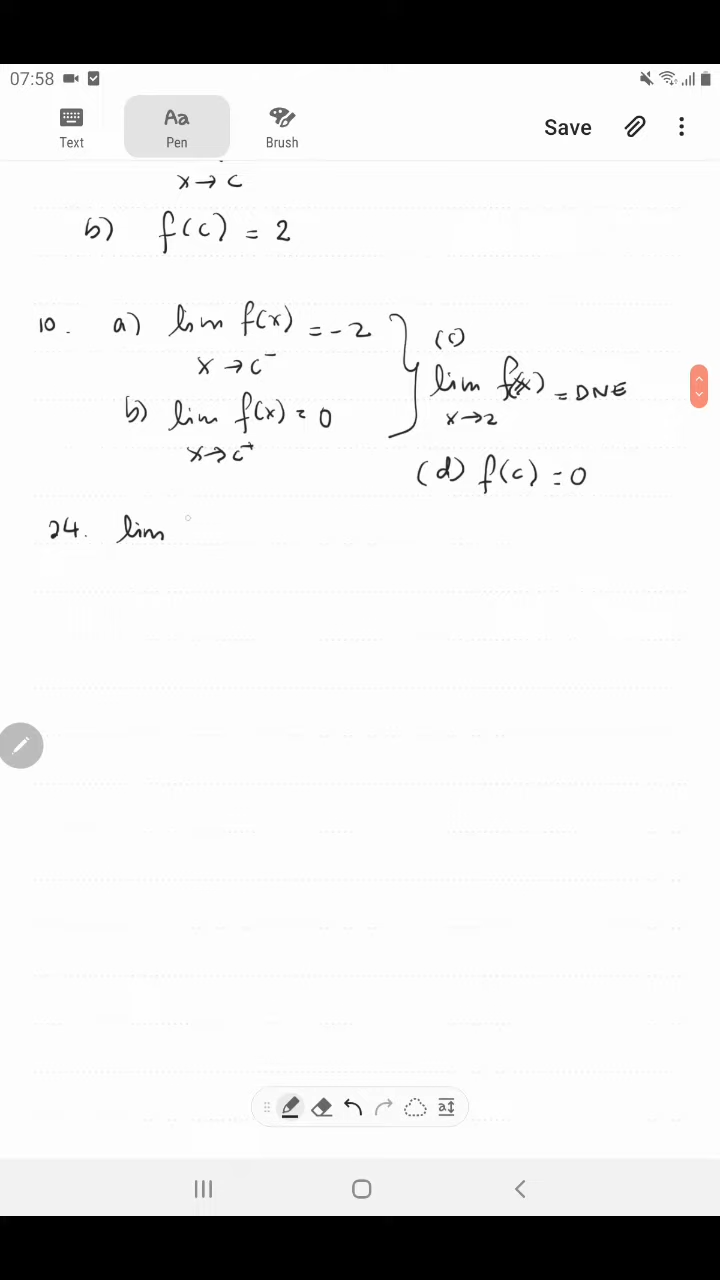 07:58
Text Aa Pen Brush Save
x → c
b) f(c) = 2
10. a) lim f(x) = -2
x → c⁻
b) lim f(x) = 0
x → c⁺
(c)
lim f(x) = DNE
x → 2
(d) f(c) = 0
24. lim